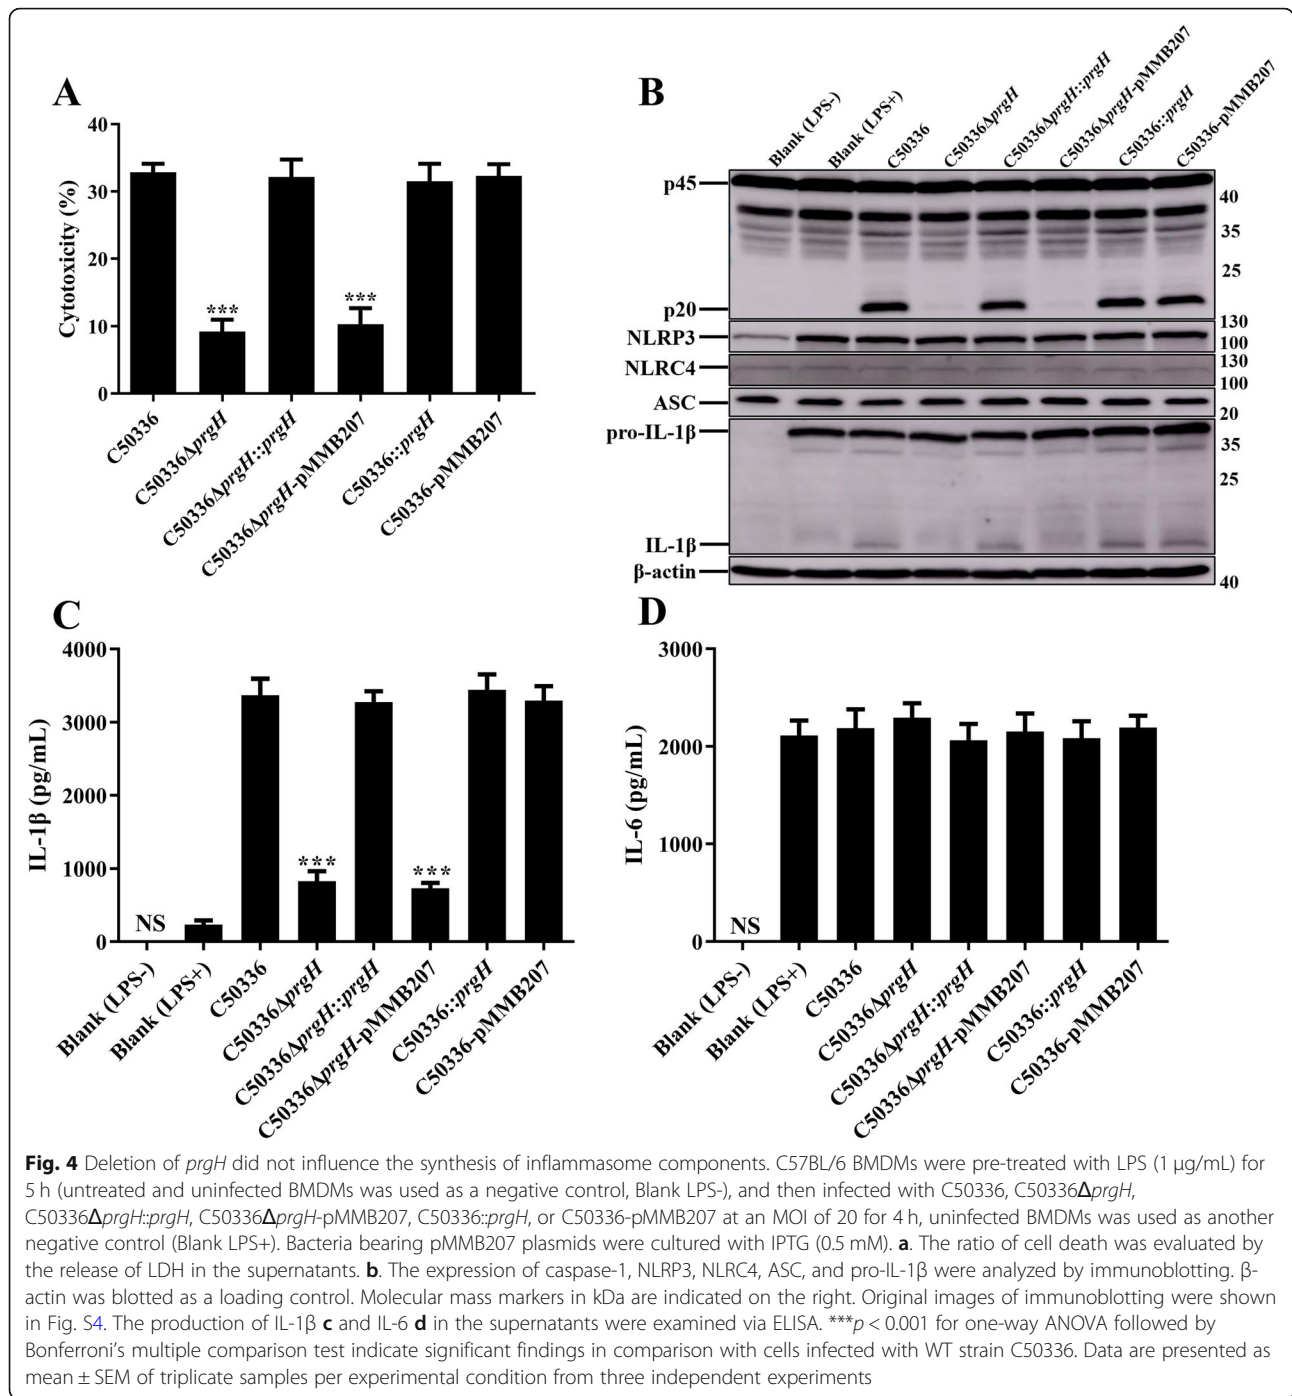 A
Cytotoxicity (%)
40
30
20
10
0
***
***
C50336
C50336ΔprgH
C50336ΔprgH::prgH
C50336ΔprgH-pMMB207
C50336::prgH
C50336-pMMB207
B
Blank (LPS-)
Blank (LPS+)
C50336
C50336ΔprgH
C50336ΔprgH::prgH
C50336ΔprgH-pMMB207
C50336::prgH
C50336-pMMB207
p45
40
35
25
p20
130
NLRP3
100
130
NLRC4
100
ASC
20
pro-IL-1β
35
25
IL-1β
β-actin
40
C
IL-1β (pg/mL)
4000
3000
2000
1000
0
NS
***
***
Blank (LPS-)
Blank (LPS+)
C50336
C50336ΔprgH
C50336ΔprgH::prgH
C50336ΔprgH-pMMB207
C50336::prgH
C50336-pMMB207
D
IL-6 (pg/mL)
3000
2000
1000
0
NS
Blank (LPS-)
Blank (LPS+)
C50336
C50336ΔprgH
C50336ΔprgH::prgH
C50336ΔprgH-pMMB207
C50336::prgH
C50336-pMMB207
Fig. 4 Deletion of prgH did not influence the synthesis of inflammasome components. C57BL/6 BMDMs were pre-treated with LPS (1 μg/mL) for
5 h (untreated and uninfected BMDMs was used as a negative control, Blank LPS-), and then infected with C50336, C50336ΔprgH,
C50336ΔprgH::prgH, C50336ΔprgH-pMMB207, C50336::prgH, or C50336-pMMB207 at an MOI of 20 for 4 h, uninfected BMDMs was used as another
negative control (Blank LPS+). Bacteria bearing pMMB207 plasmids were cultured with IPTG (0.5 mM). a. The ratio of cell death was evaluated by
the release of LDH in the supernatants. b. The expression of caspase-1, NLRP3, NLRC4, ASC, and pro-IL-1β were analyzed by immunoblotting. β-
actin was blotted as a loading control. Molecular mass markers in kDa are indicated on the right. Original images of immunoblotting were shown
in Fig. S4. The production of IL-1β c and IL-6 d in the supernatants were examined via ELISA. ***p < 0.001 for one-way ANOVA followed by
Bonferroni's multiple comparison test indicate significant findings in comparison with cells infected with WT strain C50336. Data are presented as
mean ± SEM of triplicate samples per experimental condition from three independent experiments